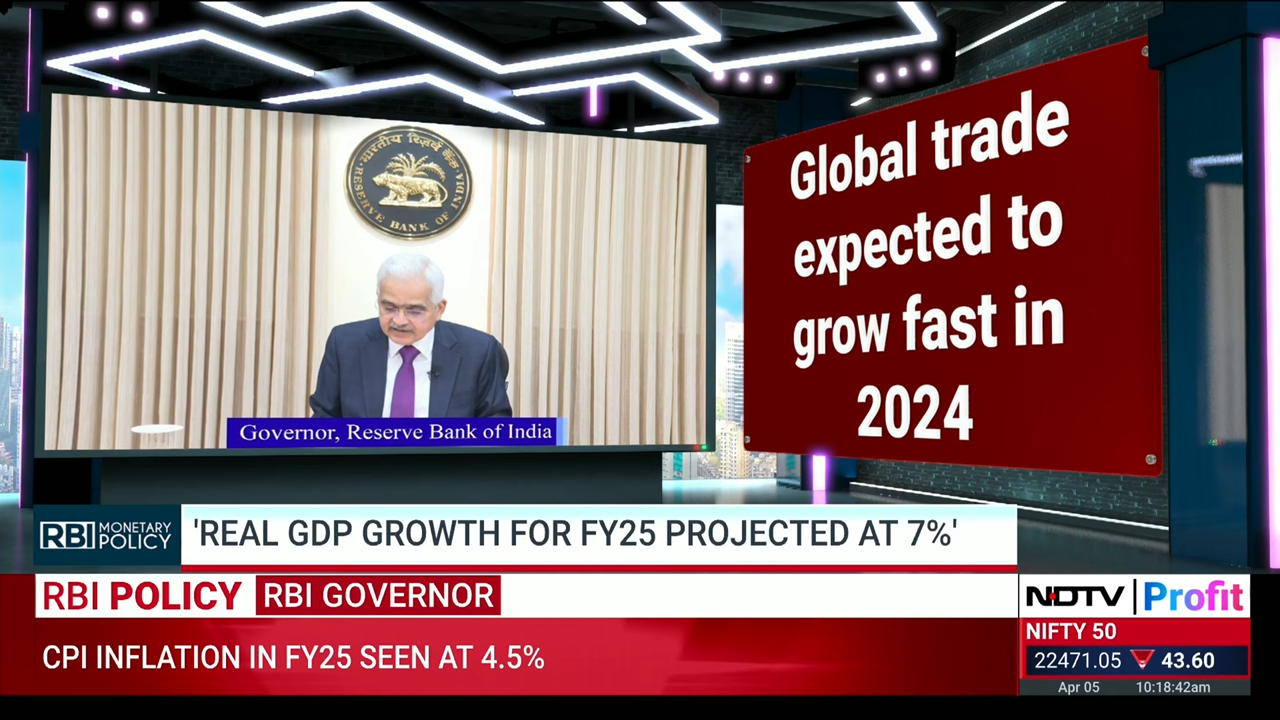 भारतीय रिज़र्व बैंक
RESERVE BANK OF INDIA
Governor, Reserve Bank of India
Global trade
expected to
grow fast in
2024
RBI MONETARY
POLICY
'REAL GDP GROWTH FOR FY25 PROJECTED AT 7%'
RBI POLICY RBI GOVERNOR
CPI INFLATION IN FY25 SEEN AT 4.5%
NDTV Profit
NIFTY 50
22471.05 43.60
Apr 05 10:18:42am